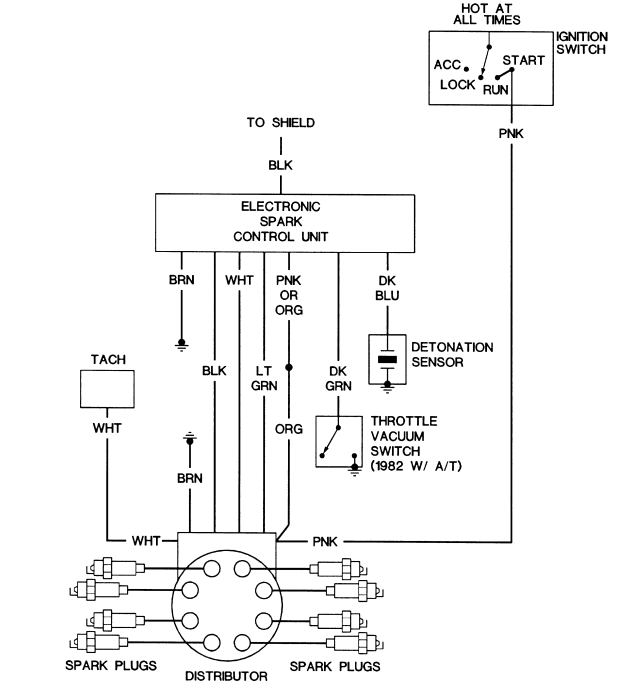 HOT AT
ALL TIMES
IGNITION
SWITCH
ACC
START
LOCK
RUN
PNK
TO SHIELD
BLK
ELECTRONIC
SPARK
CONTROL UNIT
BRN
WHT
PNK
OR
ORG
DK
BLU
DETONATION
SENSOR
TACH
BLK
LT
GRN
DK
GRN
WHT
ORG
THROTTLE
VACUUM
SWITCH
(1982 W/ A/T)
BRN
WHT
PNK
SPARK PLUGS
SPARK PLUGS
DISTRIBUTOR